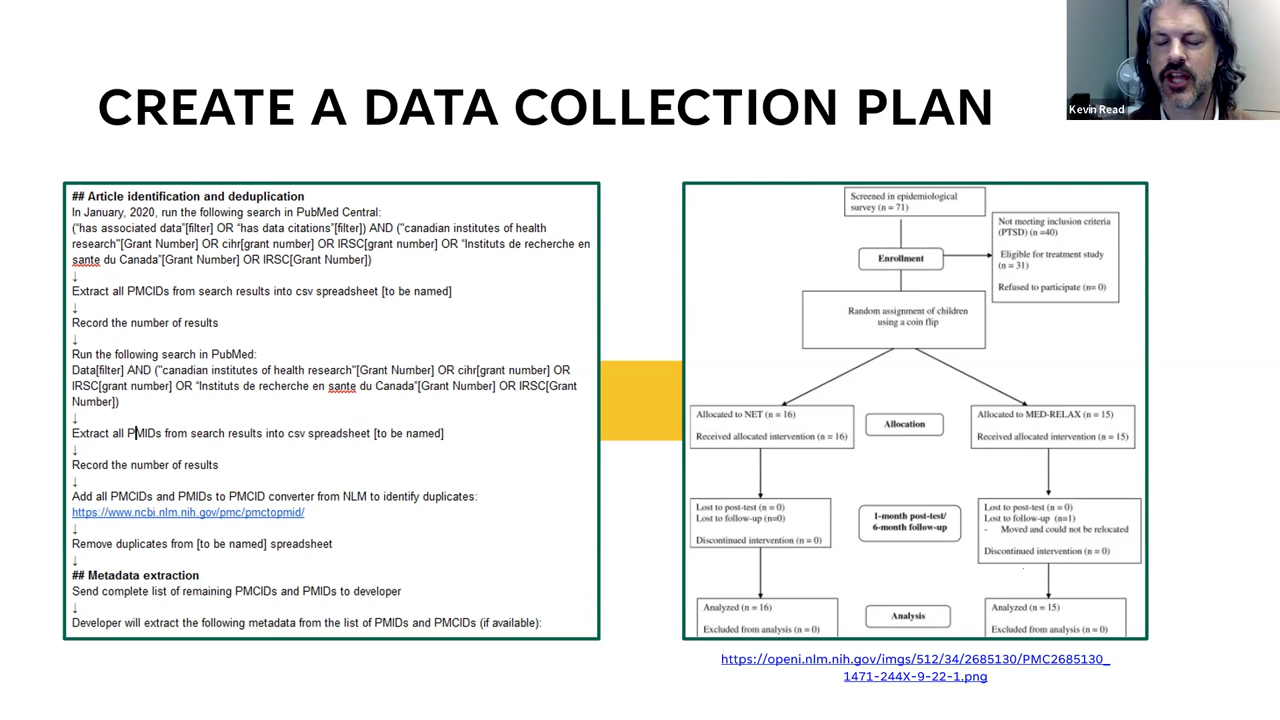 CREATE A DATA COLLECTION PLAN
Kevin Read
## Article identification and deduplication
In January, 2020, run the following search in PubMed Central:
("has associated data"[filter] OR "has data citations"[filter]) AND ("canadian institutes of health
research"[Grant Number] OR cihr[grant number] OR IRSC[grant number] OR "Instituts de recherche en
sante du Canada"[Grant Number] OR IRSC[Grant Number])
↓
Extract all PMCIDs from search results into csv spreadsheet [to be named]
↓
Record the number of results
↓
Run the following search in PubMed:
Data[filter] AND ("canadian institutes of health research"[Grant Number] OR cihr[grant number] OR
IRSC[grant number] OR "Instituts de recherche en sante du Canada"[Grant Number] OR IRSC[Grant
Number])
↓
Extract all PMIDs from search results into csv spreadsheet [to be named]
↓
Record the number of results
↓
Add all PMCIDs and PMIDs to PMCID converter from NLM to identify duplicates:
https://www.ncbi.nlm.nih.gov/pmc/pmctopmid/
↓
Remove duplicates from [to be named] spreadsheet
↓
## Metadata extraction
Send complete list of remaining PMCIDs and PMIDs to developer
↓
Developer will extract the following metadata from the list of PMIDs and PMCIDs (if available):
Screened in epidemiological
survey (n = 71)
Not meeting inclusion criteria
(PTSD) (n =40)
Eligible for treatment study
(n = 31)
Refused to participate (n= 0)
Enrollment
Random assignment of children
using a coin flip
Allocated to NET (n = 16)
Received allocated intervention (n = 16)
Allocation
Allocated to MED-RELAX (n = 15)
Received allocated intervention (n = 15)
Lost to post-test (n = 0)
Lost to follow-up (n=0)
Discontinued intervention (n = 0)
1-month post-test/
6-month follow-up
Lost to post-test (n = 0)
Lost to follow-up (n=1)
- Moved and could not be relocated
Discontinued intervention (n = 0)
Analyzed (n = 16)
Excluded from analysis (n = 0)
Analysis
Analyzed (n = 15)
Excluded from analysis (n = 0)
https://openi.nlm.nih.gov/imgs/512/34/2685130/PMC2685130_
1471-244X-9-22-1.png